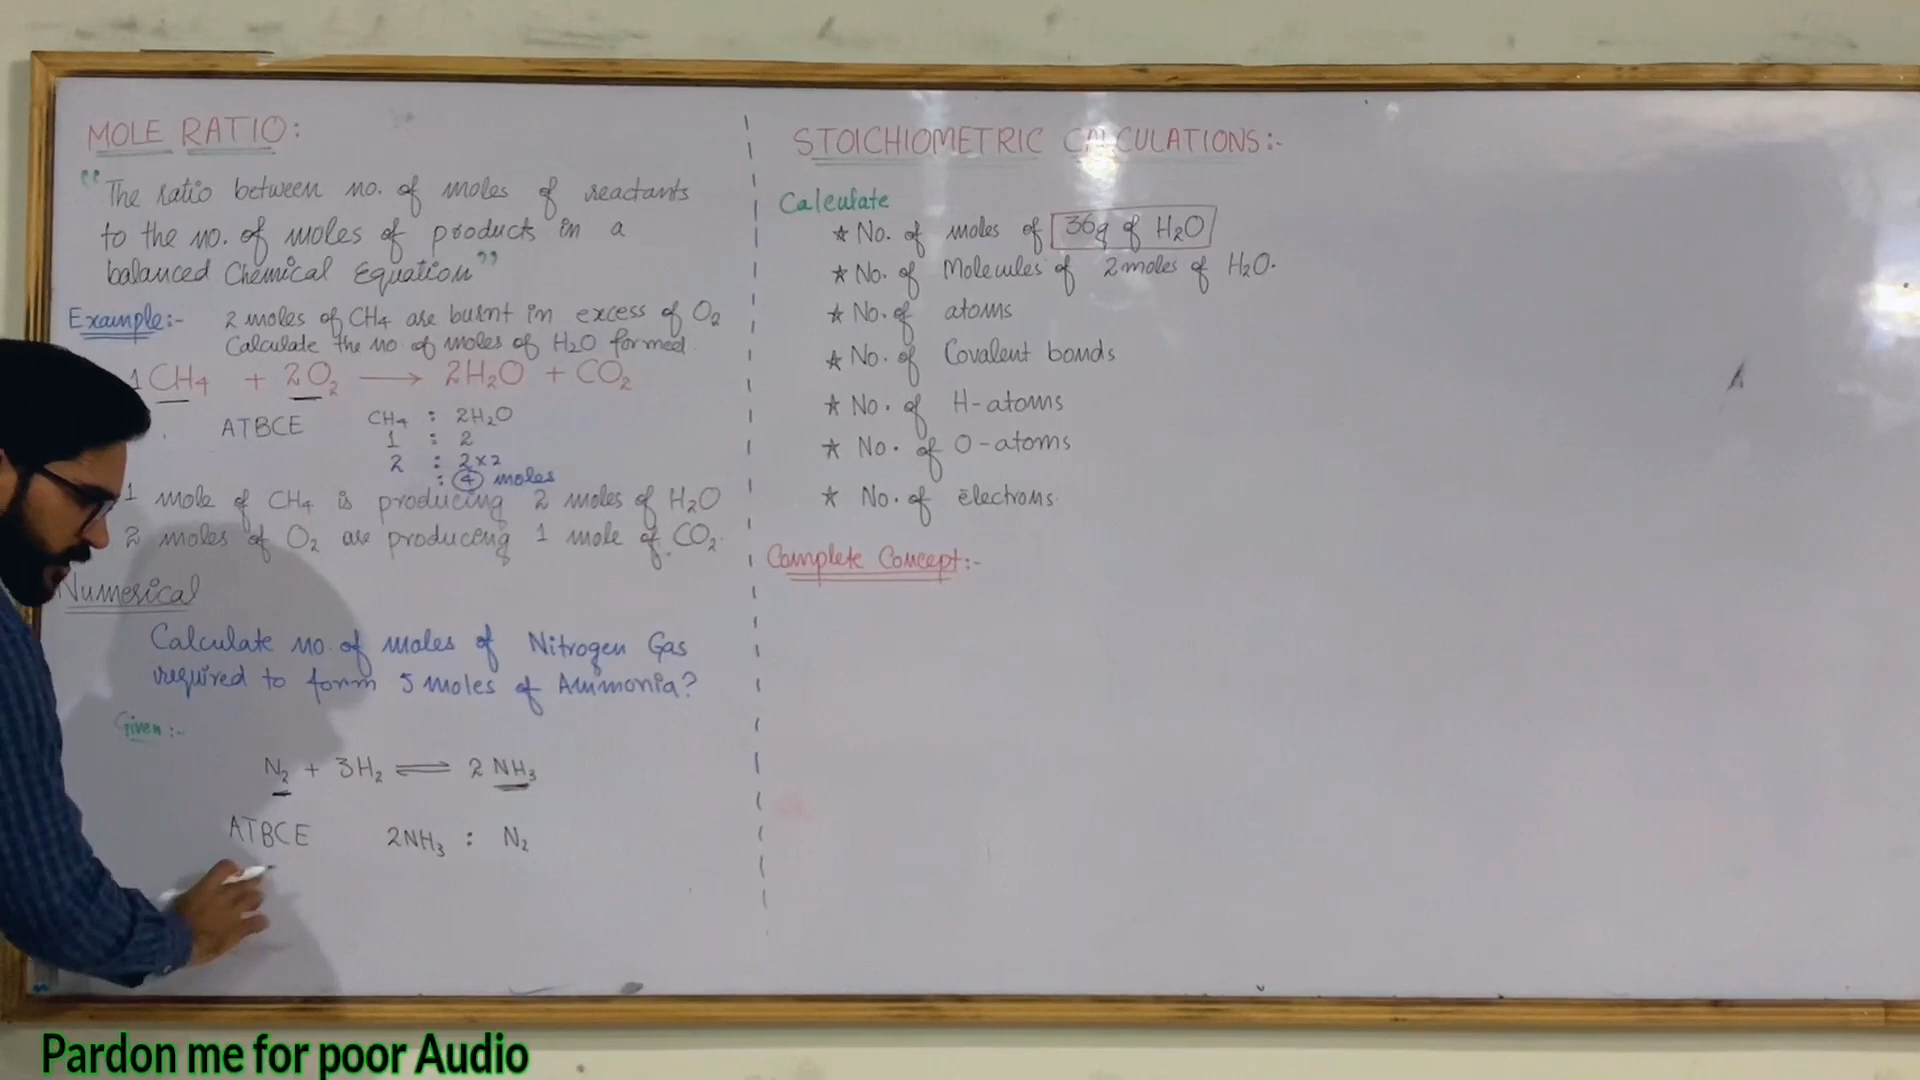 MOLE RATIO:
"The ratio between no. of moles of reactants
to the no. of moles of products in a
balanced Chemical Equation"
Example:- 2 moles of CH4 are burnt in excess of O2
Calculate the no. of moles of H2O formed.
1CH4 + 2O2 → 2H2O + CO2
ATBCE CH4 : 2H2O
1 : 2
2 : 2×2
: 4 moles
1 mole of CH4 is producing 2 moles of H2O
2 moles of O2 are producing 1 mole of CO2.
Numerical
Calculate no. of moles of Nitrogen Gas
required to form 5 moles of Ammonia?
Given:-
N2 + 3H2 ⇌ 2 NH3
ATBCE 2NH3 : N2
STOICHIOMETRIC CALCULATIONS:-
Calculate
★ No. of moles of 36g of H2O
★ No. of Molecules of 2 moles of H2O.
★ No. of atoms
★ No. of Covalent bonds
★ No. of H-atoms
★ No. of O-atoms
★ No. of electrons.
Complete Concept:-
Pardon me for poor Audio